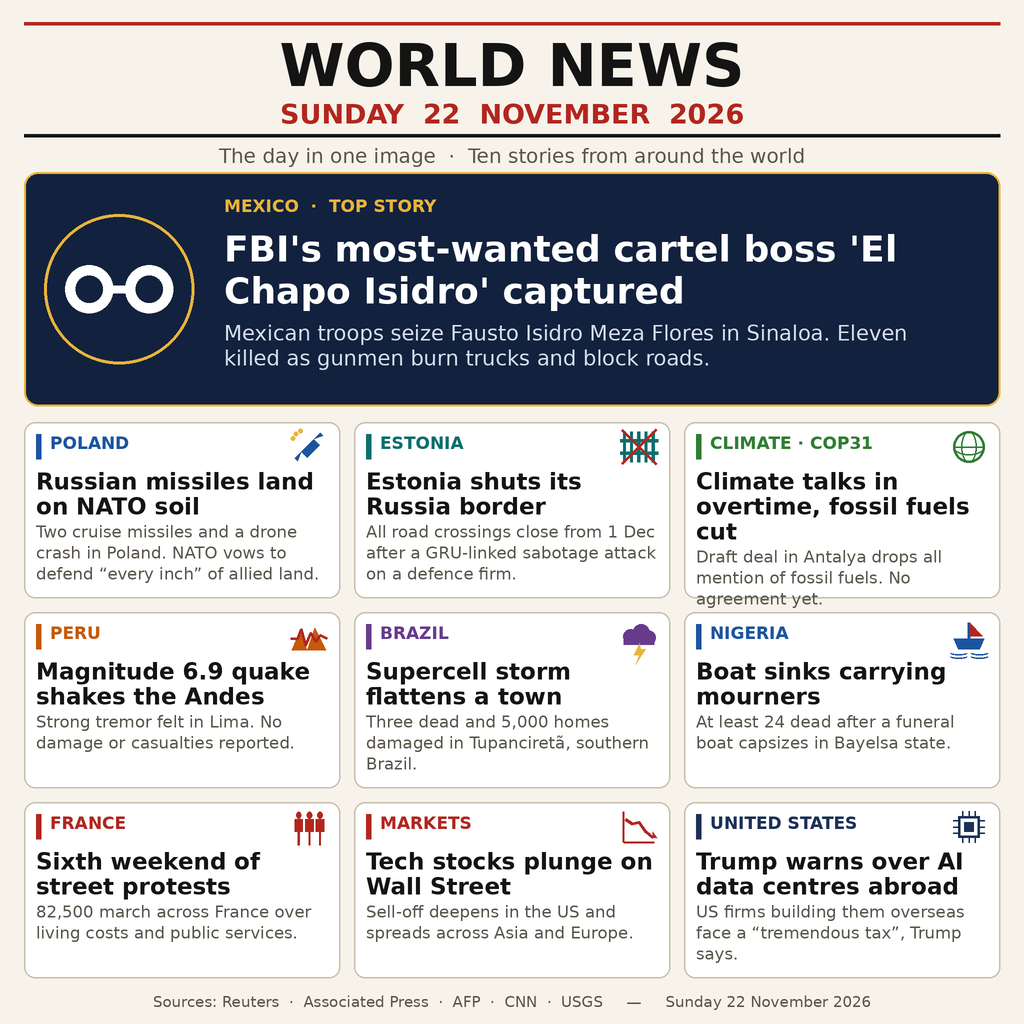 WORLD NEWS
SUNDAY 22 NOVEMBER 2026
The day in one image · Ten stories from around the world
MEXICO · TOP STORY
FBI's most-wanted cartel boss 'El
Chapo Isidro' captured
Mexican troops seize Fausto Isidro Meza Flores in Sinaloa. Eleven
killed as gunmen burn trucks and block roads.
POLAND
Russian missiles land
on NATO soil
Two cruise missiles and a drone
crash in Poland. NATO vows to
defend “every inch” of allied land.
ESTONIA
Estonia shuts its
Russia border
All road crossings close from 1 Dec
after a GRU-linked sabotage attack
on a defence firm.
CLIMATE · COP31
Climate talks in
overtime, fossil fuels
cut
Draft deal in Antalya drops all
mention of fossil fuels. No
agreement yet.
PERU
Magnitude 6.9 quake
shakes the Andes
Strong tremor felt in Lima. No
damage or casualties reported.
BRAZIL
Supercell storm
flattens a town
Three dead and 5,000 homes
damaged in Tupanciretã, southern
Brazil.
NIGERIA
Boat sinks carrying
mourners
At least 24 dead after a funeral
boat capsizes in Bayelsa state.
FRANCE
Sixth weekend of
street protests
82,500 march across France over
living costs and public services.
MARKETS
Tech stocks plunge on
Wall Street
Sell-off deepens in the US and
spreads across Asia and Europe.
UNITED STATES
Trump warns over AI
data centres abroad
US firms building them overseas
face a “tremendous tax”, Trump
says.
Sources: Reuters · Associated Press · AFP · CNN · USGS — Sunday 22 November 2026